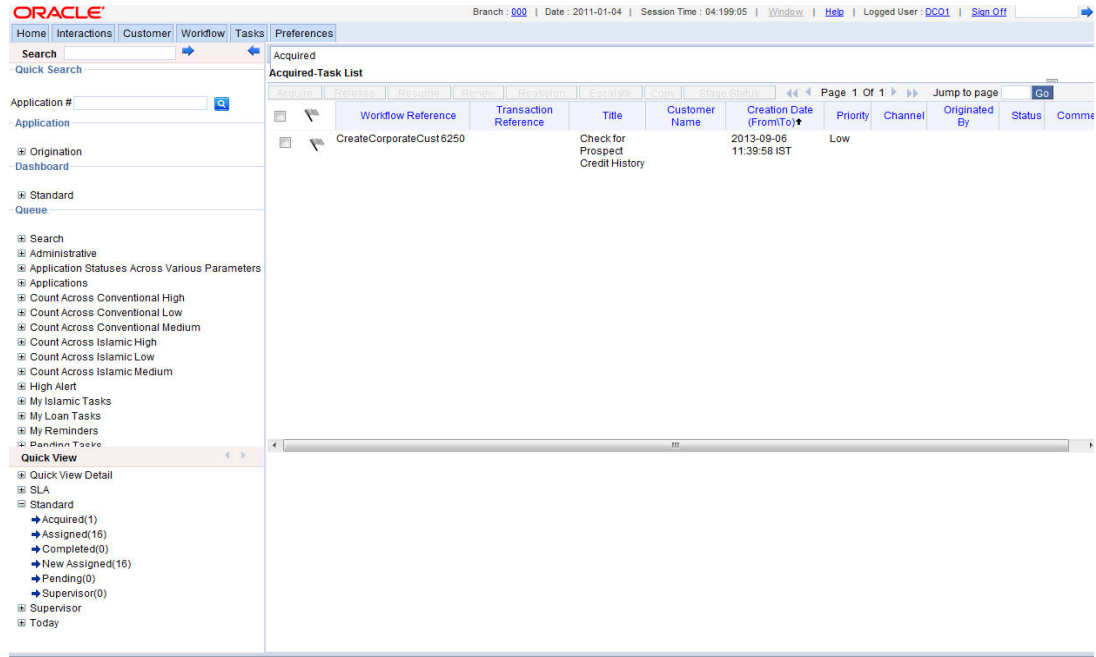 ORACLE
Branch : 000 | Date : 2011-01-04 | Session Time : 04:199:05 | Window | Help | Logged User : DCO1 | Sign Off
Home Interactions Customer Workflow Tasks Preferences
Search
Quick Search
Application #
Application
Origination
Dashboard
Standard
Queue
Search
Administrative
Application Statuses Across Various Parameters
Applications
Count Across Conventional High
Count Across Conventional Low
Count Across Conventional Medium
Count Across Islamic High
Count Across Islamic Low
Count Across Islamic Medium
High Alert
My Islamic Tasks
My Loan Tasks
My Reminders
Pending Tasks
Quick View
Quick View Detail
SLA
Standard
Acquired(1)
Assigned(16)
Completed(0)
New Assigned(16)
Pending(0)
Supervisor(0)
Supervisor
Today
Acquired
Acquired-Task List
Acquire Release Resume Renew Reassign Escalate Copy Stage Status Page 1 Of 1 Jump to page Go
Workflow Reference Transaction Reference Title Customer Name Creation Date (From\To) Priority Channel Originated By Status Comme
CreateCorporateCust6250 Check for Prospect Credit History 2013-09-06 11:39:58 IST Low